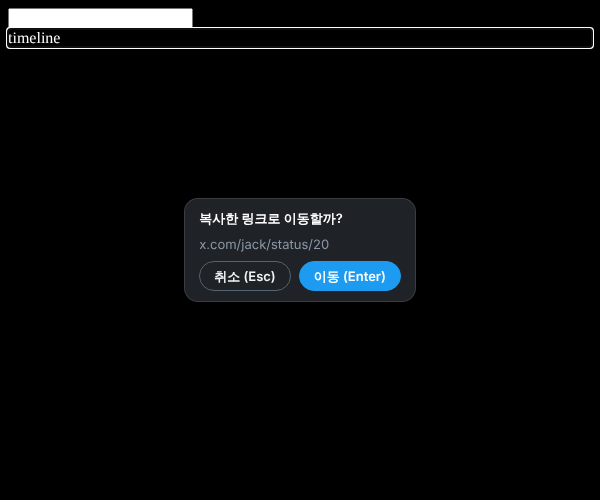 timeline
복사한 링크로 이동할까?
x.com/jack/status/20
취소 (Esc)
이동 (Enter)